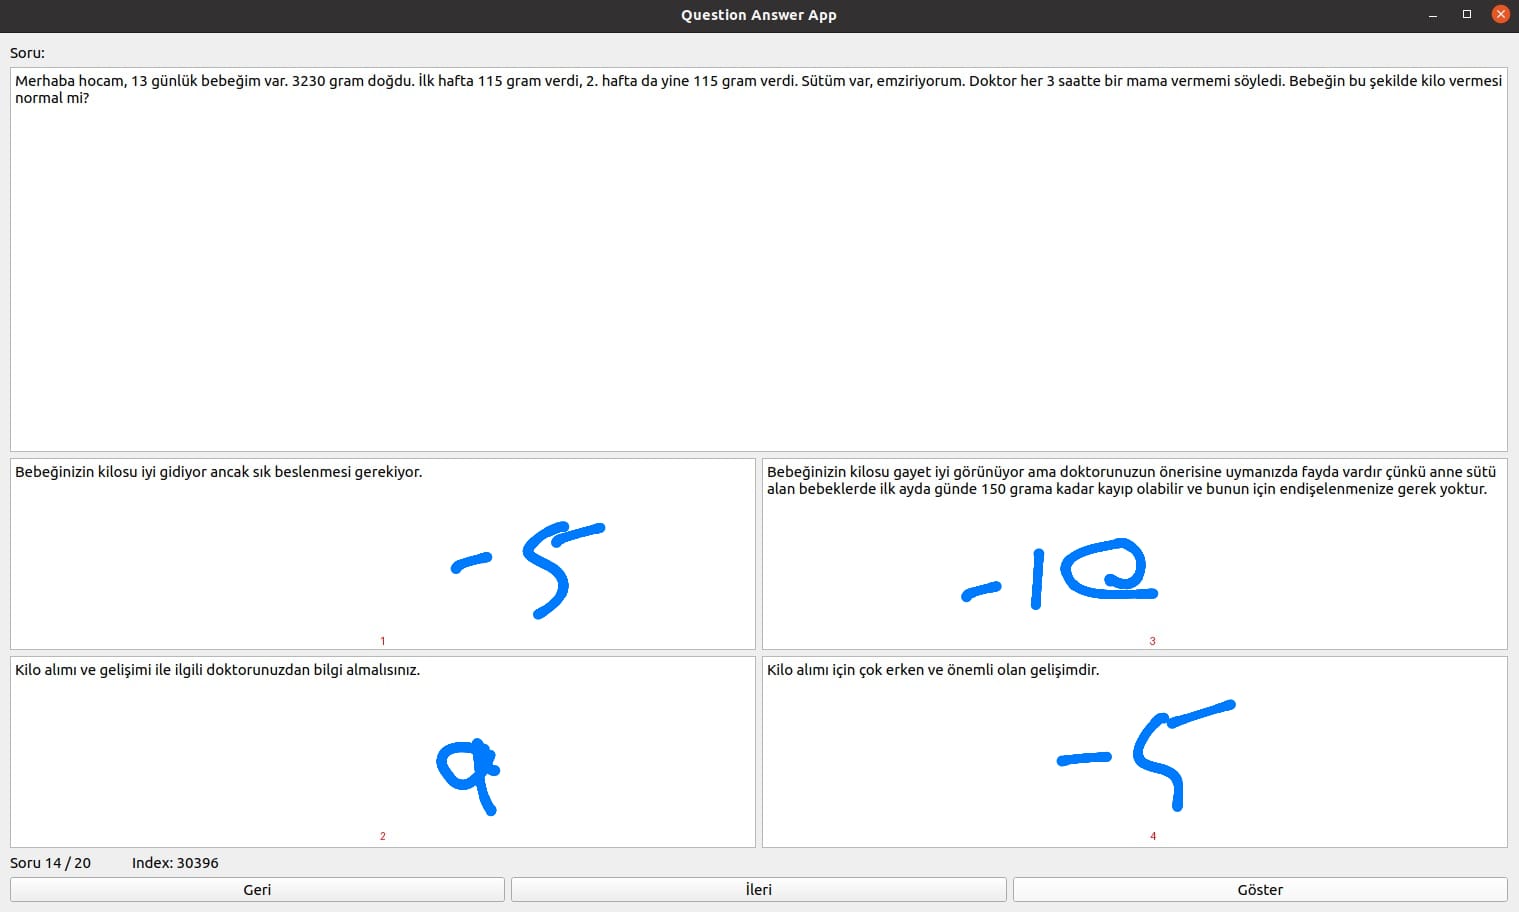 Question Answer App
Soru:
Merhaba hocam, 13 günlük bebeğim var. 3230 gram doğdu. İlk hafta 115 gram verdi, 2. hafta da yine 115 gram verdi. Sütüm var, emziriyorum. Doktor her 3 saatte bir mama vermemi söyledi. Bebeğin bu şekilde kilo vermesi
normal mi?
Bebeğinizin kilosu iyi gidiyor ancak sık beslenmesi gerekiyor.
-5
1
Bebeğinizin kilosu gayet iyi görünüyor ama doktorunuzun önerisine uymanızda fayda vardır çünkü anne sütü
alan bebeklerde ilk ayda günde 150 grama kadar kayıp olabilir ve bunun için endişelenmenize gerek yoktur.
-10
3
Kilo alımı ve gelişimi ile ilgili doktorunuzdan bilgi almalısınız.
9
2
Kilo alımı için çok erken ve önemli olan gelişimdir.
-5
4
Soru 14 / 20 Index: 30396
Geri İleri Göster